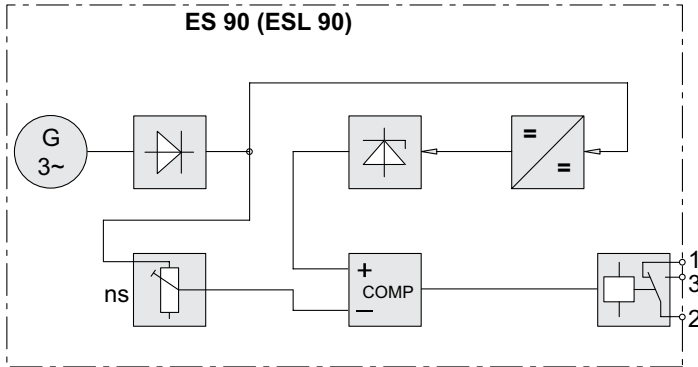 ES 90 (ESL 90)
G
3~
=
=
ns
+
COMP
−
1
3
2